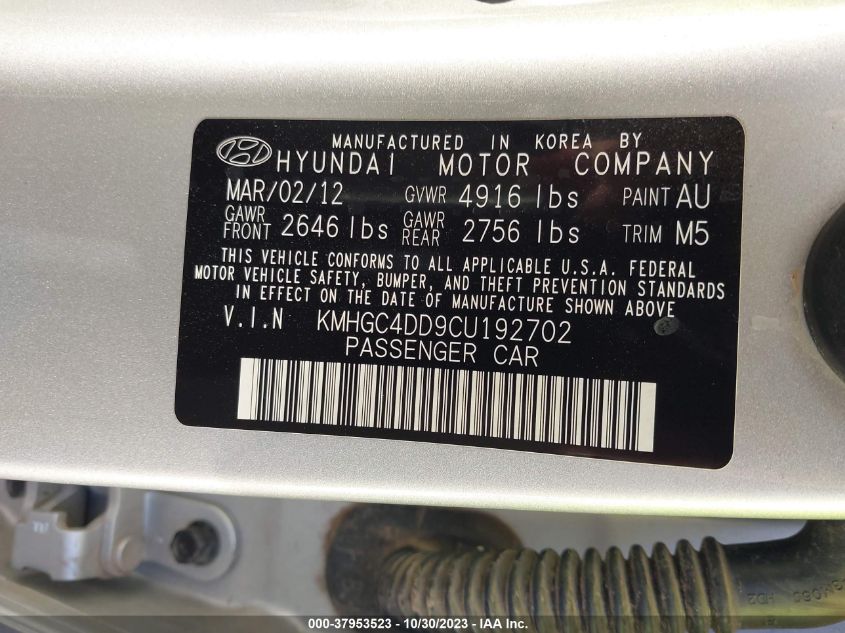 MANUFACTURED IN KOREA BY
HYUNDAI MOTOR COMPANY
MAR/02/12 GVWR 4916 lbs PAINT AU
GAWR FRONT 2646 lbs GAWR REAR 2756 lbs TRIM M5
THIS VEHICLE CONFORMS TO ALL APPLICABLE U.S.A. FEDERAL
MOTOR VEHICLE SAFETY, BUMPER, AND THEFT PREVENTION STANDARDS
IN EFFECT ON THE DATE OF MANUFACTURE SHOWN ABOVE
V.I.N KMHGC4DD9CU192702
PASSENGER CAR
HD2
000-37953523 - 10/30/2023 - IAA Inc.